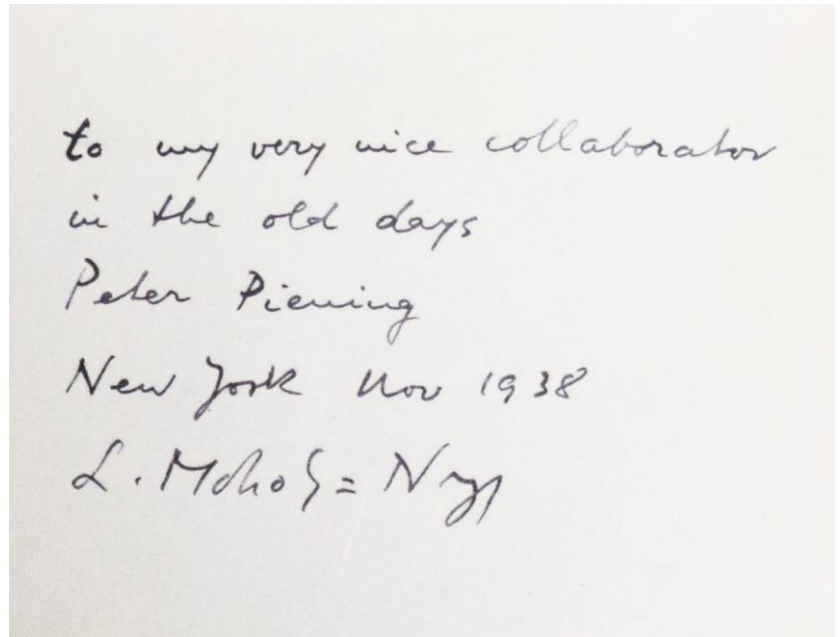 to my very nice collaborator
in the old days
Peter Piening
New York Nov 1938
L. Moholy=Nagy